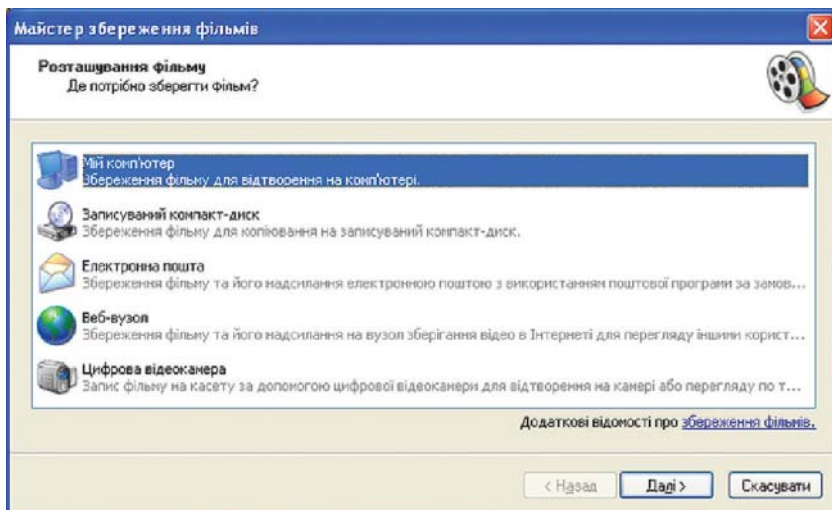 Майстер збереження фільмів
Розташування фільму
Де потрібно зберегти фільм?
Мій комп'ютер
Збереження фільму для відтворення на комп'ютері.
Записуваний компакт-диск
Збереження фільму для копіювання на записуваний компакт-диск.
Електронна пошта
Збереження фільму та його надсилання електронною поштою з використанням поштової програми за замов...
Веб-вузол
Збереження фільму та його надсилання на вузол зберігання відео в Інтернеті для перегляду іншими корист...
Цифрова відеокамера
Запис фільму на касету за допомогою цифрової відеокамери для відтворення на камері або перегляду по т...
Додаткові відомості про збереження фільмів.
< Назад Далі > Скасувати